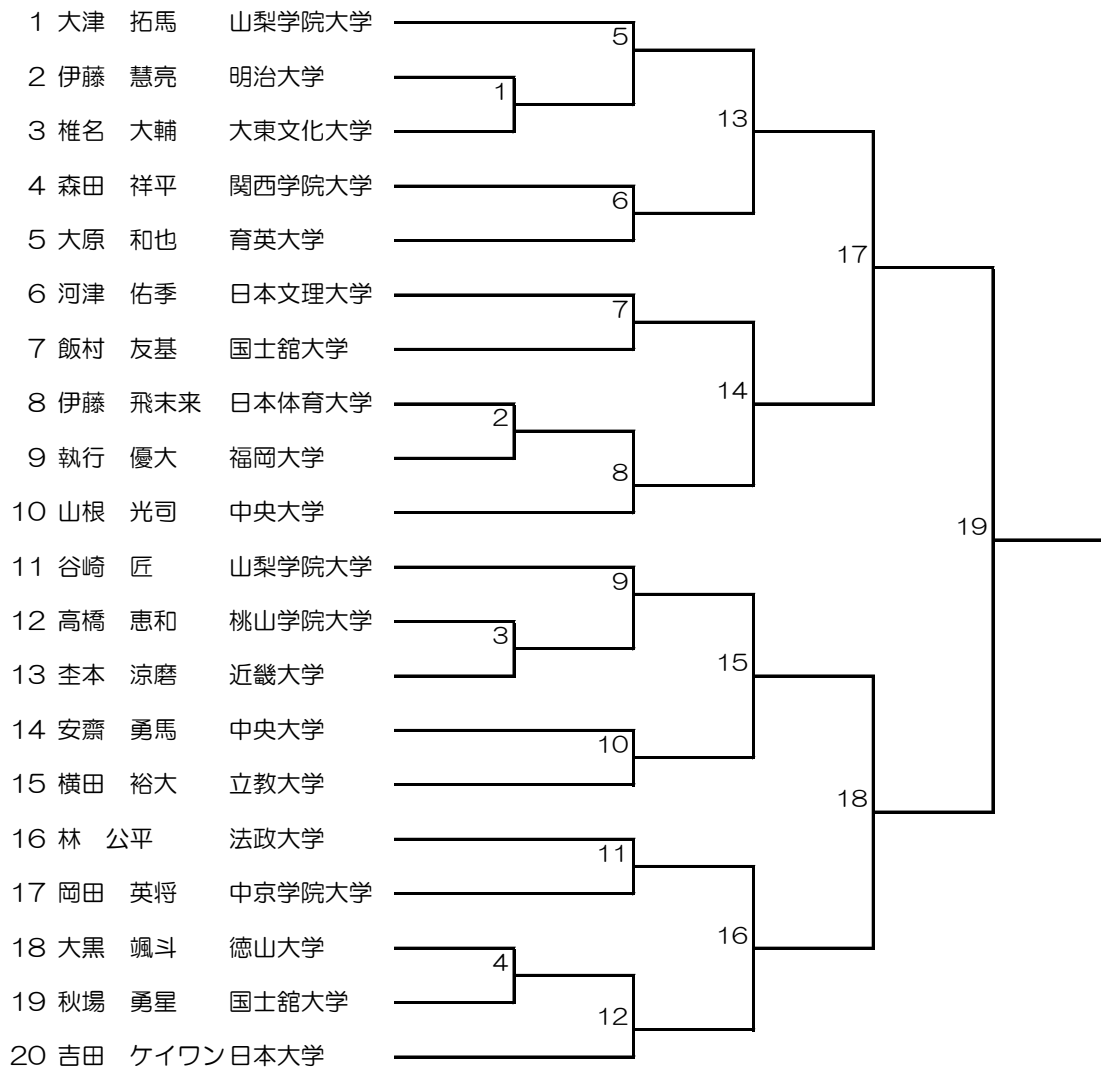 1 大津　拓馬　山梨学院大学
5
2 伊藤　慧亮　明治大学
1
3 椎名　大輔　大東文化大学
13
4 森田　祥平　関西学院大学
6
5 大原　和也　育英大学
17
6 河津　佑季　日本文理大学
7
7 飯村　友基　国士舘大学
14
8 伊藤　飛未来　日本体育大学
2
9 執行　優大　福岡大学
8
10 山根　光司　中央大学
19
11 谷崎　匠　山梨学院大学
9
12 高橋　恵和　桃山学院大学
3
13 杢本　涼磨　近畿大学
15
14 安齋　勇馬　中央大学
10
15 横田　裕大　立教大学
18
16 林　公平　法政大学
11
17 岡田　英将　中京学院大学
16
18 大黒　颯斗　徳山大学
4
19 秋場　勇星　国士舘大学
12
20 吉田　ケイワン 日本大学